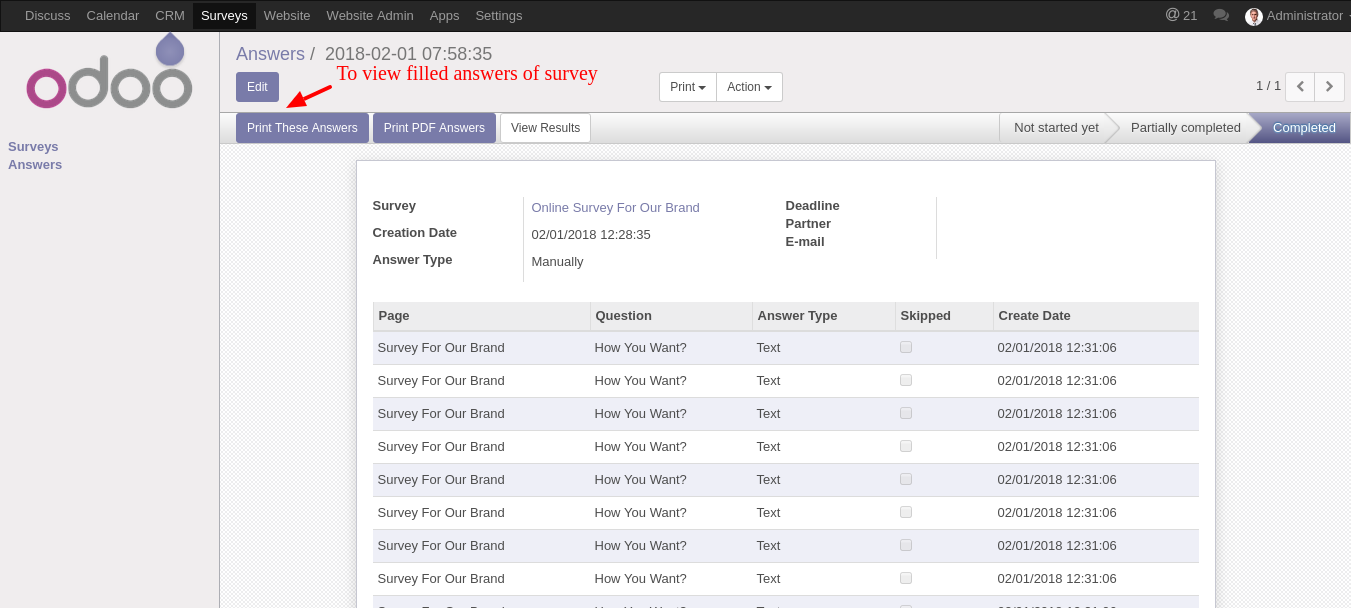 Discuss Calendar CRM Surveys Website Website Admin Apps Settings @ 21 Administrator
odoo
Answers / 2018-02-01 07:58:35
To view filled answers of survey
Edit Print Action 1 / 1
Print These Answers Print PDF Answers View Results Not started yet Partially completed Completed
Surveys
Answers
Survey Online Survey For Our Brand Deadline
Partner
Creation Date 02/01/2018 12:28:35 E-mail
Answer Type Manually
Page Question Answer Type Skipped Create Date
Survey For Our Brand How You Want? Text 02/01/2018 12:31:06
Survey For Our Brand How You Want? Text 02/01/2018 12:31:06
Survey For Our Brand How You Want? Text 02/01/2018 12:31:06
Survey For Our Brand How You Want? Text 02/01/2018 12:31:06
Survey For Our Brand How You Want? Text 02/01/2018 12:31:06
Survey For Our Brand How You Want? Text 02/01/2018 12:31:06
Survey For Our Brand How You Want? Text 02/01/2018 12:31:06
Survey For Our Brand How You Want? Text 02/01/2018 12:31:06